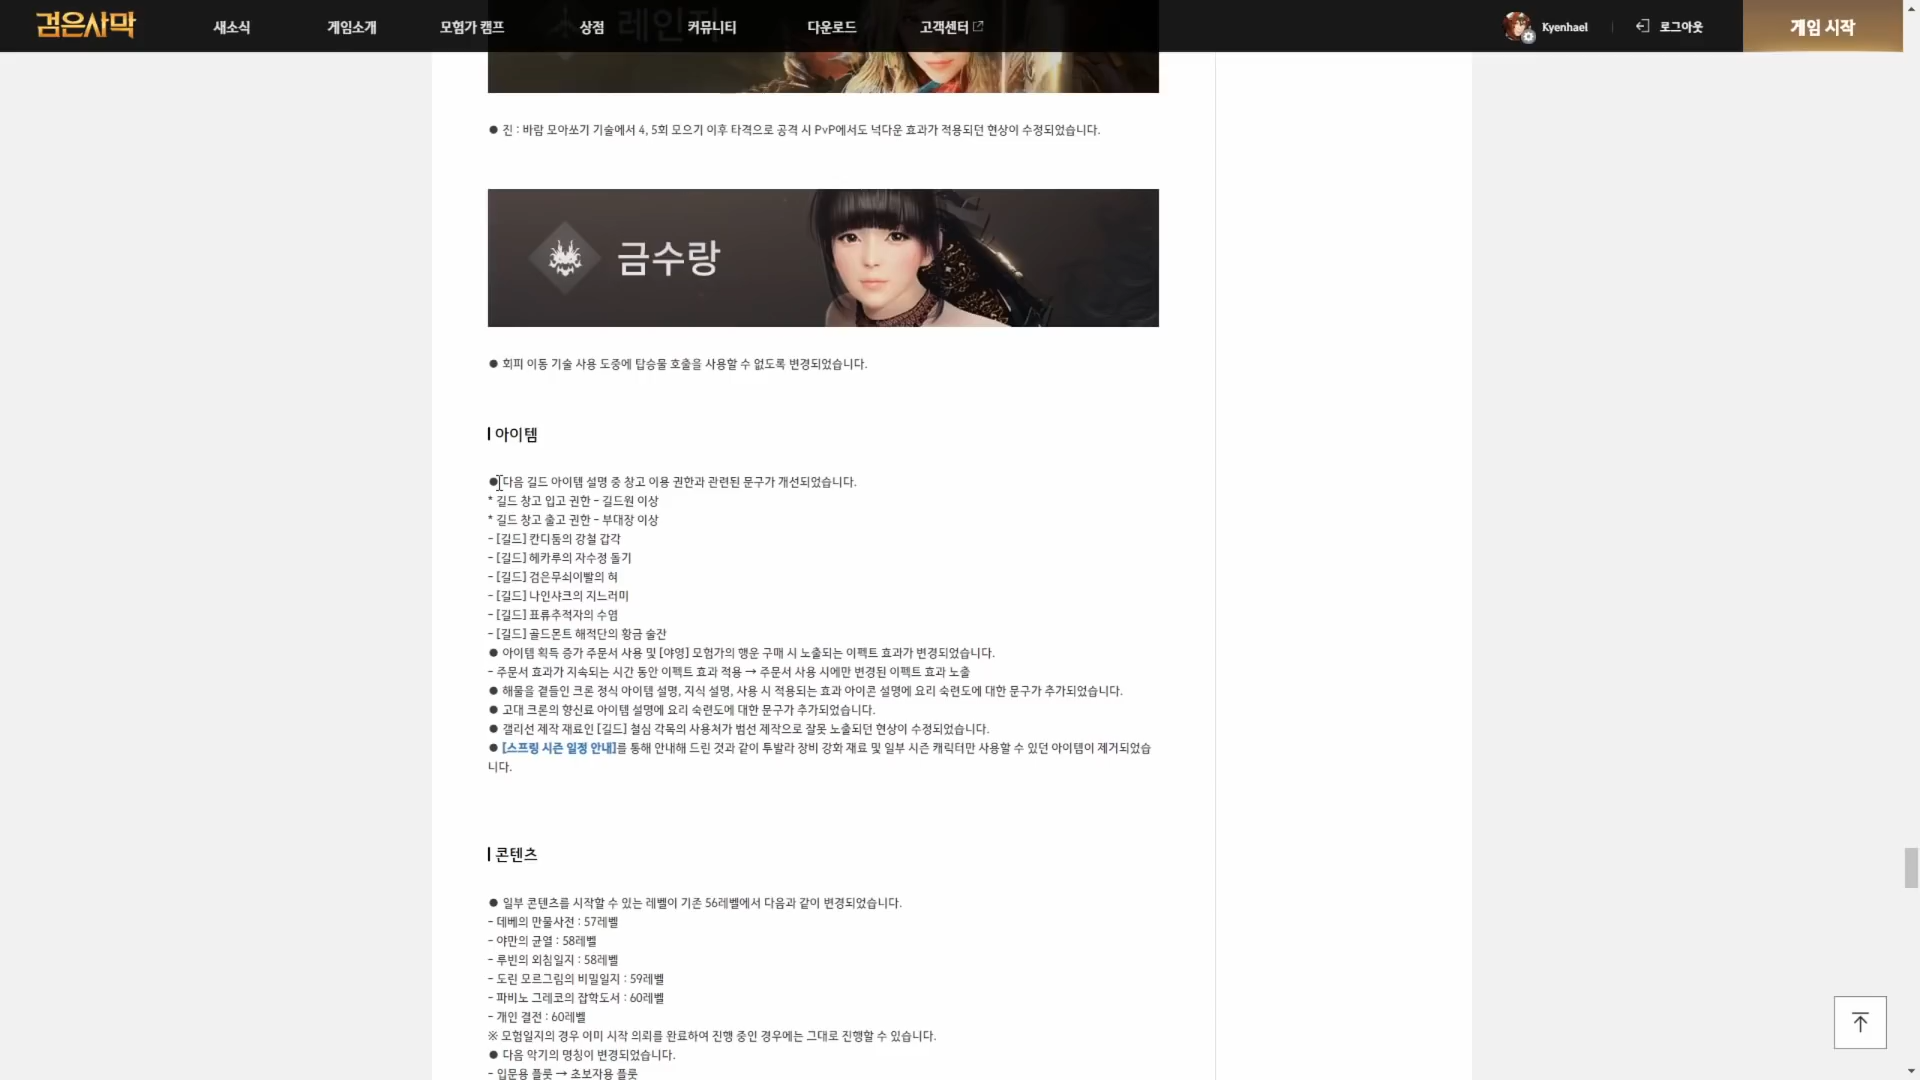 검은사막
새소식
게임소개
모험가 캠프
상점
커뮤니티
다운로드
고객센터
Kyenhael
로그아웃
게임 시작
레인저
● 진 : 바람 모아쏘기 기술에서 4, 5회 모으기 이후 타격으로 공격 시 PvP에서도 넉다운 효과가 적용되던 현상이 수정되었습니다.
금수랑
● 회피 이동 기술 사용 도중에 탑승물 호출을 사용할 수 없도록 변경되었습니다.
아이템
● 다음 길드 아이템 설명 중 창고 이용 권한과 관련된 문구가 개선되었습니다.
* 길드 창고 입고 권한 - 길드원 이상
* 길드 창고 출고 권한 - 부대장 이상
- [길드] 칸디둠의 강철 갑각
- [길드] 헤카루의 자수정 돌기
- [길드] 검은무쇠이빨의 혀
- [길드] 나인샤크의 지느러미
- [길드] 표류추적자의 수염
- [길드] 골드몬트 해적단의 황금 술잔
● 아이템 획득 증가 주문서 사용 및 [야영] 모험가의 행운 구매 시 노출되는 이펙트 효과가 변경되었습니다.
- 주문서 효과가 지속되는 시간 동안 이펙트 효과 적용 → 주문서 사용 시에만 변경된 이펙트 효과 노출
● 해물을 곁들인 크론 정식 아이템 설명, 지식 설명, 사용 시 적용되는 효과 아이콘 설명에 요리 숙련도에 대한 문구가 추가되었습니다.
● 고대 크론의 향신료 아이템 설명에 요리 숙련도에 대한 문구가 추가되었습니다.
● 갤리선 제작 재료인 [길드] 철심 각목의 사용처가 범선 제작으로 잘못 노출되던 현상이 수정되었습니다.
● [스프링 시즌 일정 안내]를 통해 안내해 드린 것과 같이 투발라 장비 강화 재료 및 일부 시즌 캐릭터만 사용할 수 있던 아이템이 제거되었습
니다.
콘텐츠
● 일부 콘텐츠를 시작할 수 있는 레벨이 기존 56레벨에서 다음과 같이 변경되었습니다.
- 데베의 만물사전 : 57레벨
- 야만의 균열 : 58레벨
- 루빈의 외침일지 : 58레벨
- 도린 모르그림의 비밀일지 : 59레벨
- 파비노 그레코의 잡학도서 : 60레벨
- 개인 결전 : 60레벨
※ 모험일지의 경우 이미 시작 의뢰를 완료하여 진행 중인 경우에는 그대로 진행할 수 있습니다.
● 다음 악기의 명칭이 변경되었습니다.
- 입문용 플룻 → 초보자용 플룻